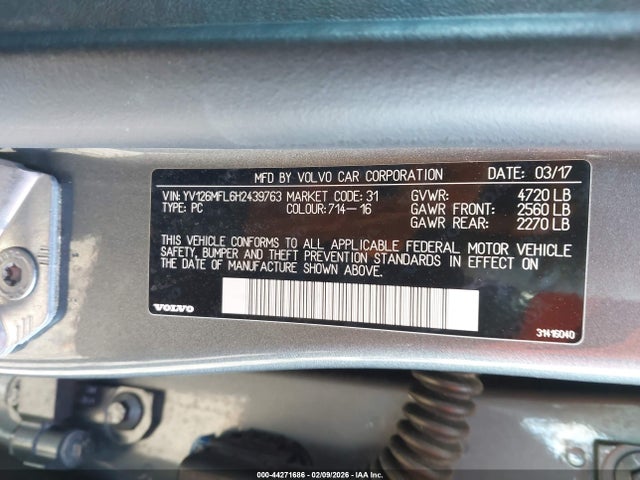 MFD BY VOLVO CAR CORPORATION DATE: 03/17
VIN: YV126MFL6H2439763 MARKET CODE: 31 GVWR: 4720 LB
TYPE: PC COLOUR: 714-16 GAWR FRONT: 2560 LB
GAWR REAR: 2270 LB
THIS VEHICLE CONFORMS TO ALL APPLICABLE FEDERAL MOTOR VEHICLE
SAFETY, BUMPER AND THEFT PREVENTION STANDARDS IN EFFECT ON
THE DATE OF MANUFACTURE SHOWN ABOVE.
VOLVO 31416040
000-44271686 - 02/09/2026 - IAA Inc.